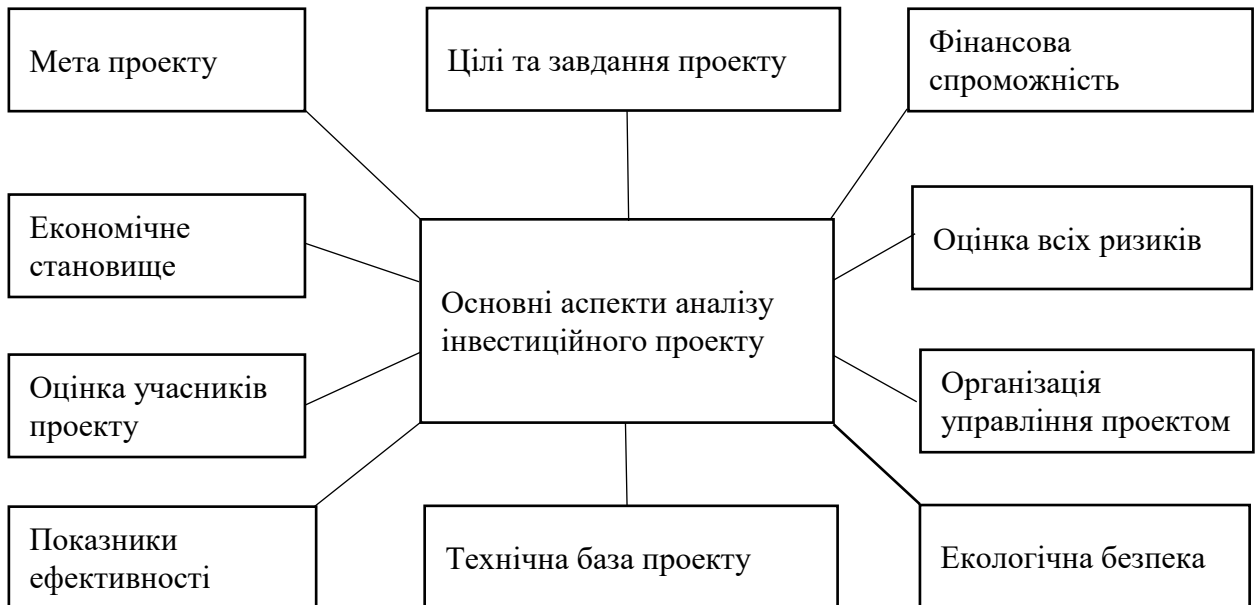 Мета проекту
Цілі та завдання проекту
Фінансова
спроможність
Економічне
становище
Оцінка всіх ризиків
Основні аспекти аналізу
інвестиційного проекту
Оцінка учасників
проекту
Організація
управління проектом
Показники
ефективності
Технічна база проекту
Екологічна безпека